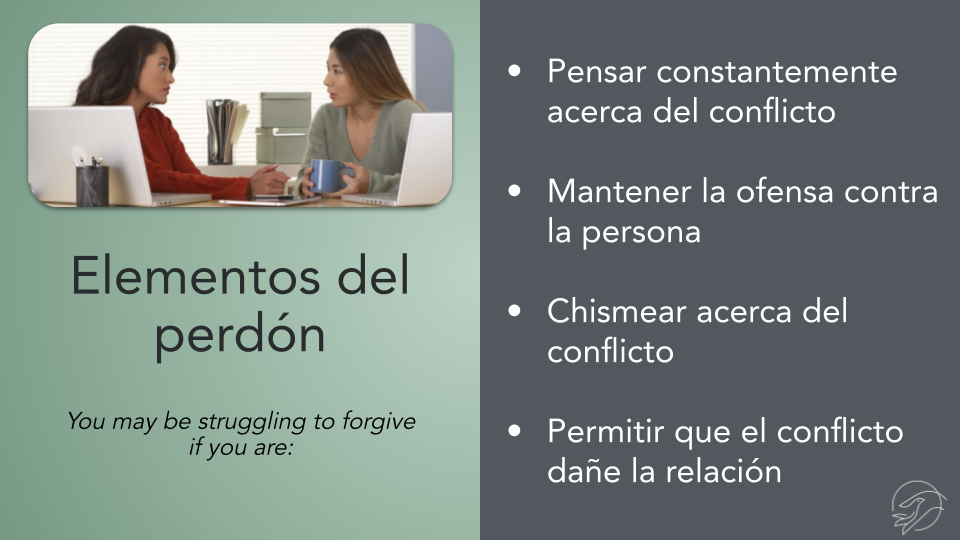 Elementos del
perdón
You may be struggling to forgive
if you are:
• Pensar constantemente
acerca del conflicto
• Mantener la ofensa contra
la persona
• Chismear acerca del
conflicto
• Permitir que el conflicto
dañe la relación